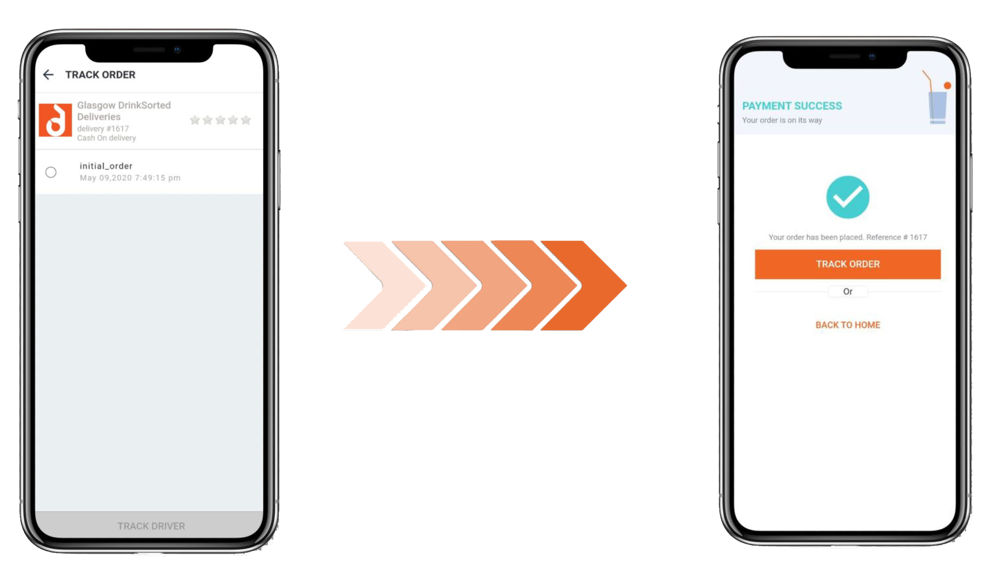 TRACK ORDER
Glasgow DrinkSorted
Deliveries
delivery #1617
Cash On delivery
initial_order
May 09,2020 7:49:15 pm
TRACK DRIVER
PAYMENT SUCCESS
Your order is on its way
Your order has been placed. Reference # 1617
TRACK ORDER
Or
BACK TO HOME